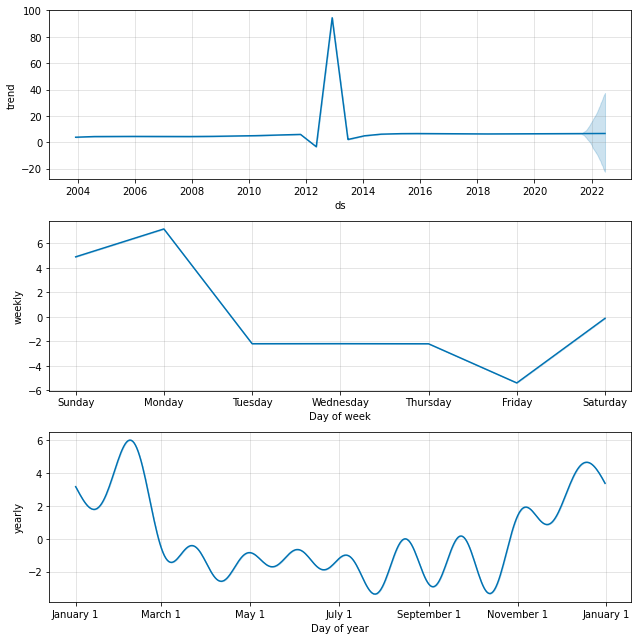 100
80
60
40
20
0
−20
trend
2004 2006 2008 2010 2012 2014 2016 2018 2020 2022
ds
6
4
2
0
−2
−4
−6
weekly
Sunday Monday Tuesday Wednesday Thursday Friday Saturday
Day of week
6
4
2
0
−2
yearly
January 1 March 1 May 1 July 1 September 1 November 1 January 1
Day of year